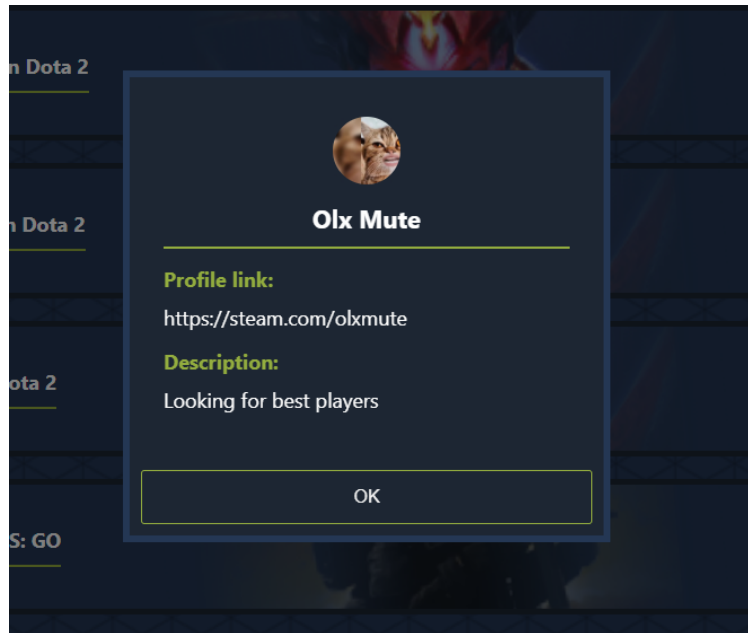 n Dota 2
Olx Mute
n Dota 2
Profile link:
https://steam.com/olxmute
Description:
ota 2
Looking for best players
OK
S: GO